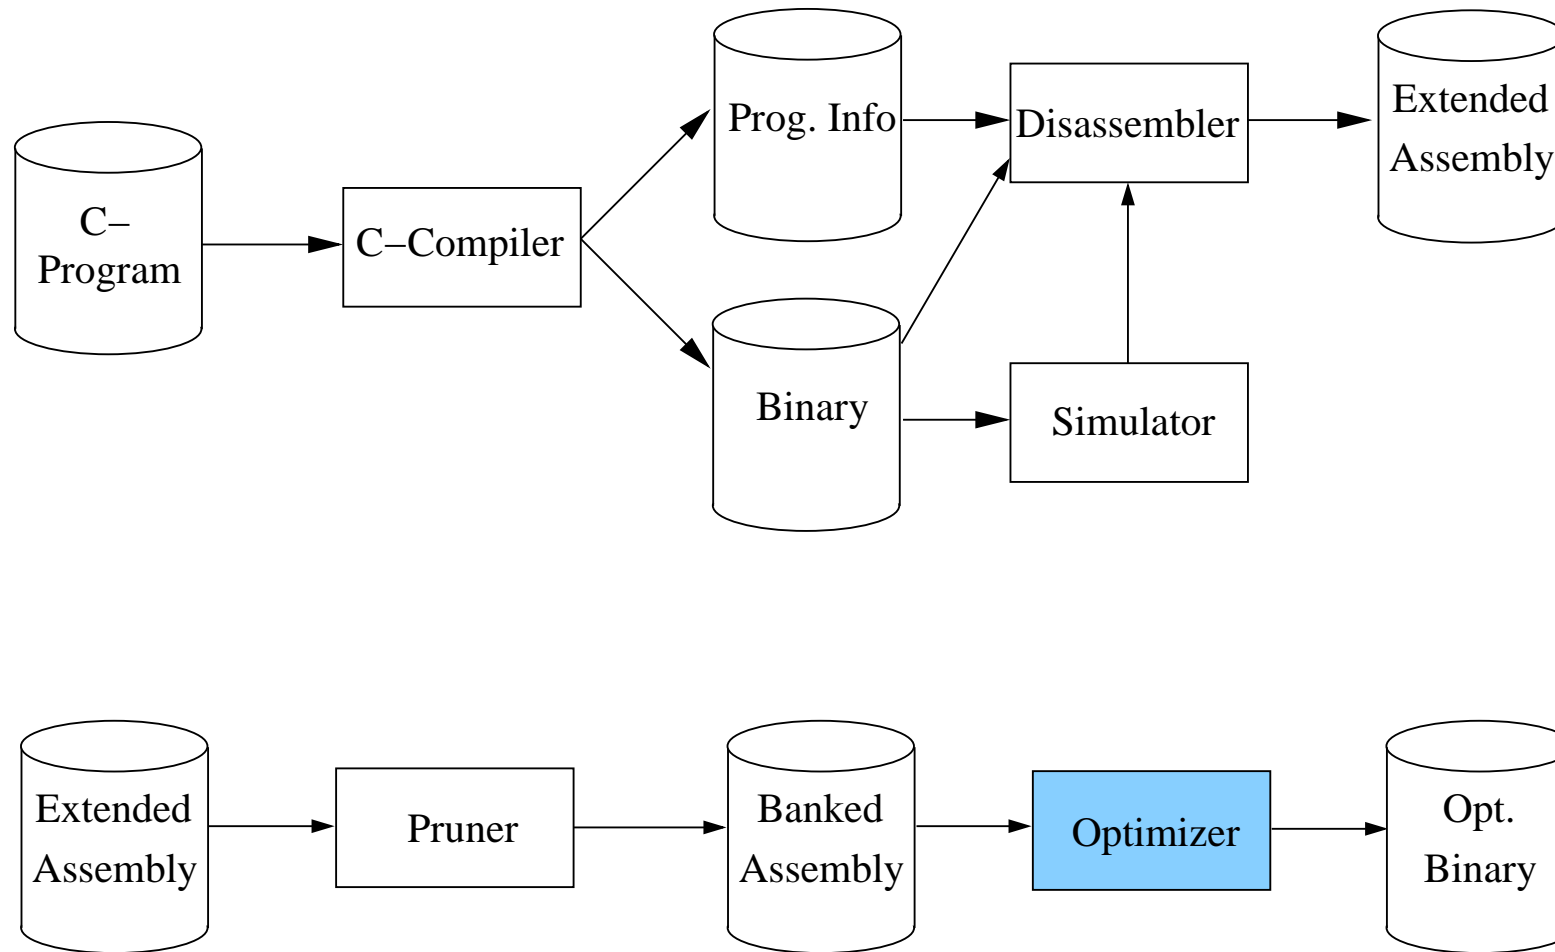 C–
Program
C–Compiler
Prog. Info
Binary
Disassembler
Simulator
Extended
Assembly
Extended
Assembly
Pruner
Banked
Assembly
Optimizer
Opt.
Binary